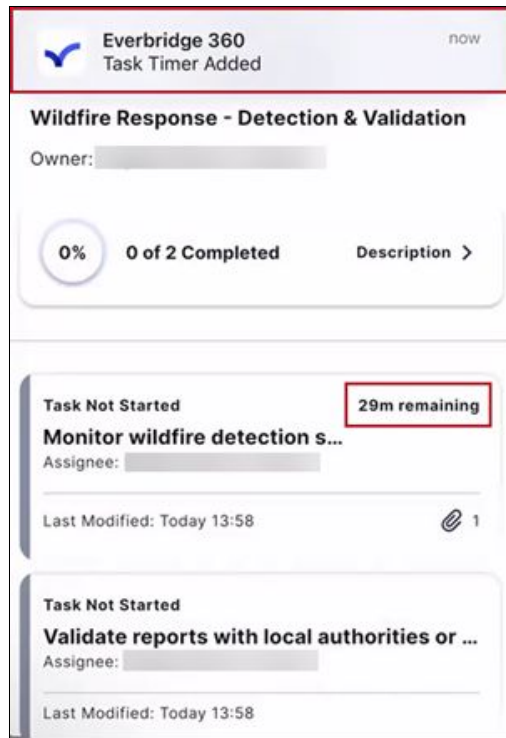 Everbridge 360
now
Task Timer Added
Wildfire Response - Detection & Validation
Owner:
0%
0 of 2 Completed
Description
Task Not Started
29m remaining
Monitor wildfire detection s...
Assignee:
Last Modified: Today 13:58
1
Task Not Started
Validate reports with local authorities or ...
Assignee:
Last Modified: Today 13:58